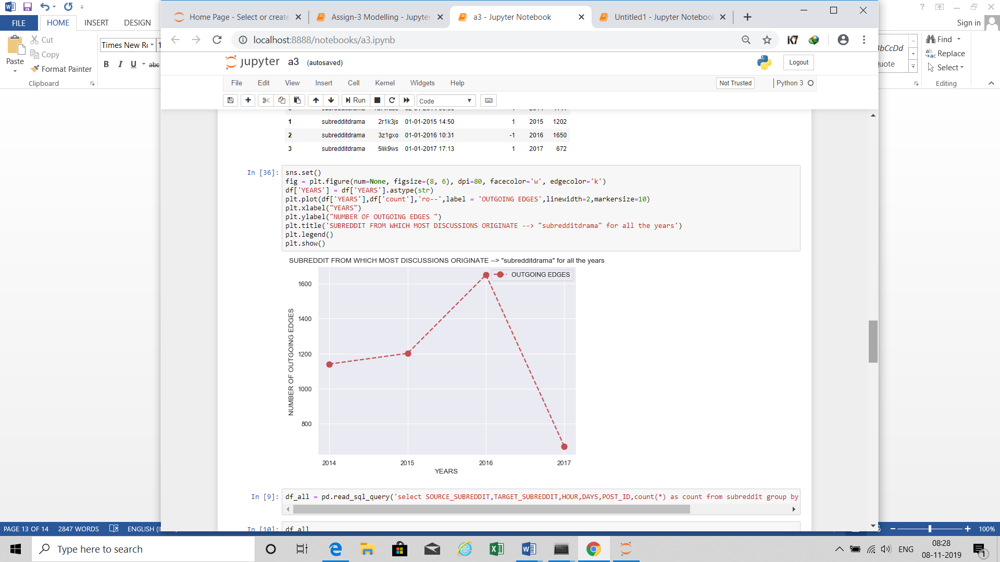 FILE
HOME
INSERT
DESIGN
Sign in
Cut
Copy
Paste
Format Painter
Clipboard
Times New Rc
B I U abc
Find
Replace
Select
Editing
Home Page - Select or create
Assign-3 Modelling - Jupyter
a3 - Jupyter Notebook
Untitled1 - Jupyter Notebook
localhost:8888/notebooks/a3.ipynb
jupyter a3 (autosaved)
Logout
File Edit View Insert Cell Kernel Widgets Help
Not Trusted
Python 3
Run
Code
1 subredditdrama 2r1k3js 01-01-2015 14:50 1 2015 1202
2 subredditdrama 3z1gxo 01-01-2016 10:31 -1 2016 1650
3 subredditdrama 5lik9ws 01-01-2017 17:13 1 2017 672
In [36]:
sns.set()
fig = plt.figure(num=None, figsize=(8, 6), dpi=80, facecolor='w', edgecolor='k')
df['YEARS'] = df['YEARS'].astype(str)
plt.plot(df['YEARS'],df['count'],'ro--',label = 'OUTGOING EDGES',linewidth=2,markersize=10)
plt.xlabel("YEARS")
plt.ylabel("NUMBER OF OUTGOING EDGES ")
plt.title('SUBREDDIT FROM WHICH MOST DISCUSSIONS ORIGINATE --> "subredditdrama" for all the years')
plt.legend()
plt.show()
SUBREDDIT FROM WHICH MOST DISCUSSIONS ORIGINATE --> "subredditdrama" for all the years
OUTGOING EDGES
1600
1400
1200
1000
800
NUMBER OF OUTGOING EDGES
2014 2015 2016 2017
YEARS
In [9]: df_all = pd.read_sql_query('select SOURCE_SUBREDDIT,TARGET_SUBREDDIT,HOUR,DAYS,POST_ID,count(*) as count from subreddit group by
In [10]: df_all
PAGE 13 OF 14
2847 WORDS
ENGLISH (I
100%
Type here to search
ENG
08:28
08-11-2019
1